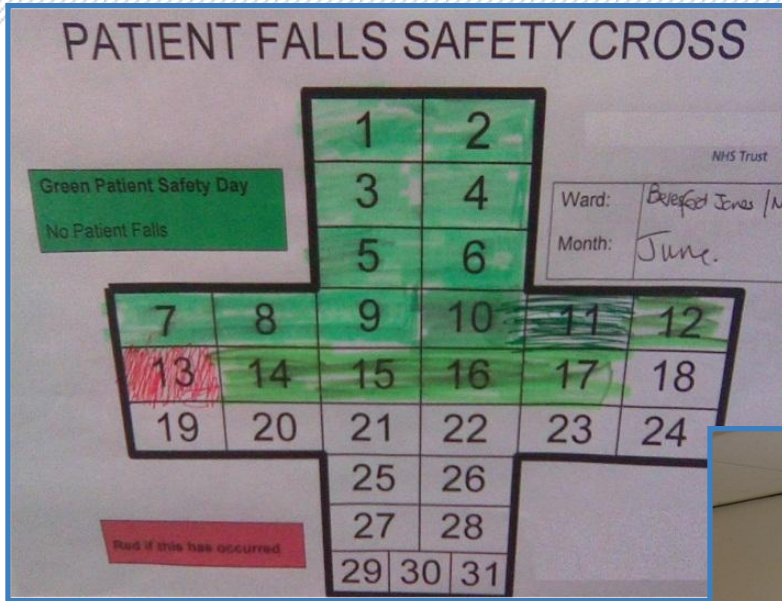 PATIENT FALLS SAFETY CROSS
NHS Trust
Green Patient Safety Day
No Patient Falls
Ward: Jones
Month: June.
1 2
3 4
5 6
7 8 9 10 11 12
13 14 15 16 17 18
19 20 21 22 23 24
25 26
27 28
29 30 31
Red if this has occurred